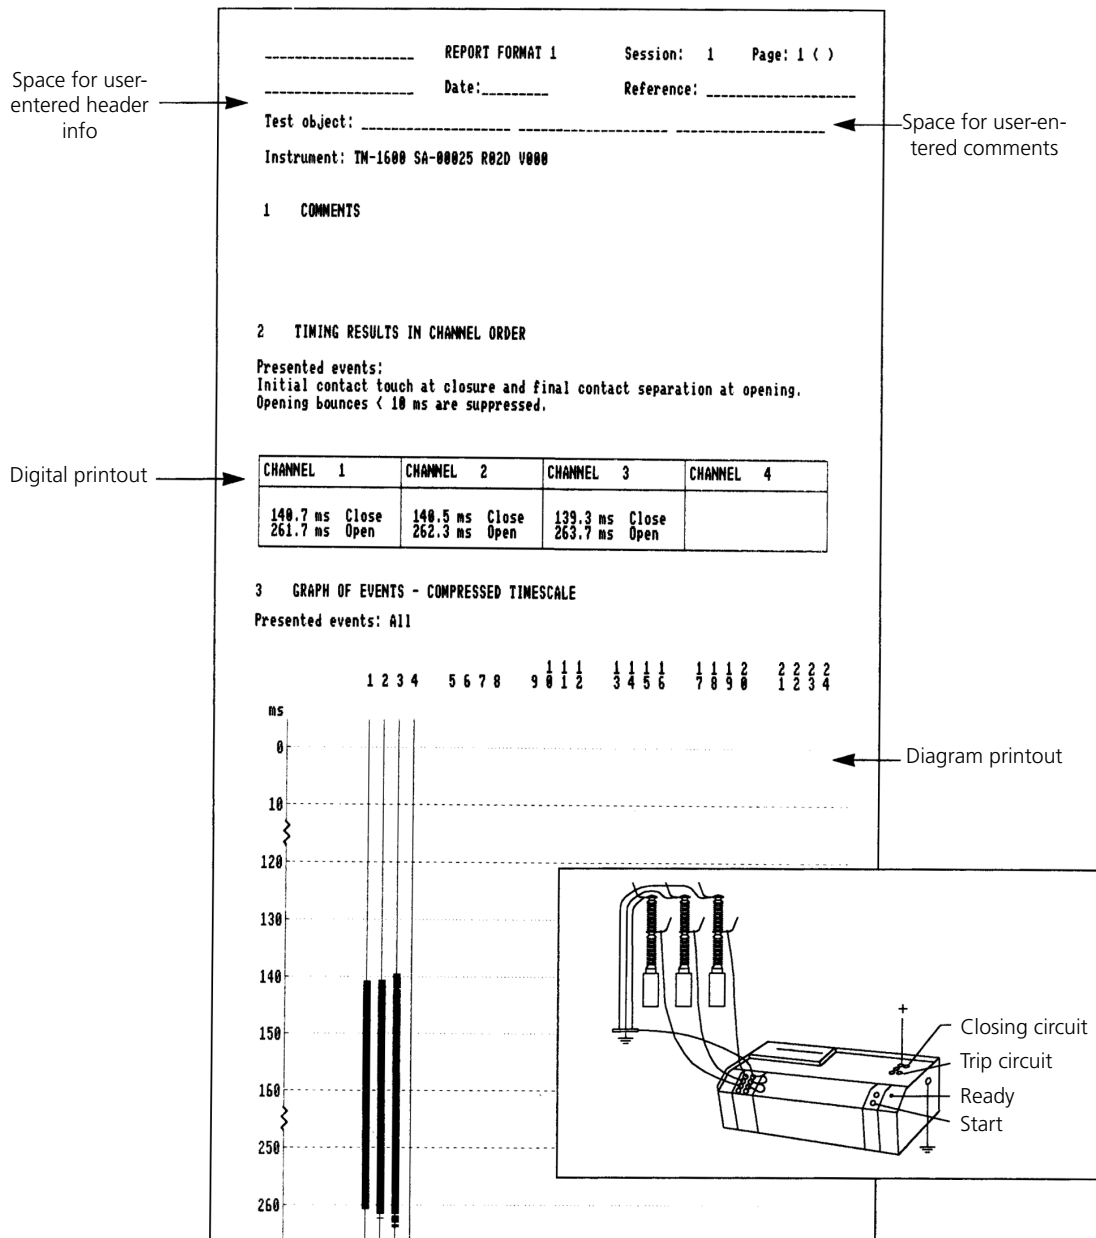 REPORT FORMAT 1 Session: 1 Page: 1 ( )
Space for user-
entered header
info
Date:_________ Reference: ____________________
Test object: ____________________ ____________________ ____________________
Space for user-en-
tered comments
Instrument: TM-1600 SA-00025 R02D V000
1 COMMENTS
2 TIMING RESULTS IN CHANNEL ORDER
Presented events:
Initial contact touch at closure and final contact separation at opening.
Opening bounces < 10 ms are suppressed.
Digital printout
CHANNEL 1 CHANNEL 2 CHANNEL 3 CHANNEL 4
140.7 ms Close 140.5 ms Close 139.3 ms Close
261.7 ms Open 262.3 ms Open 263.7 ms Open
3 GRAPH OF EVENTS - COMPRESSED TIMESCALE
Presented events: All
1 2 3 4 5 6 7 8 9 10 11 12 13 14 15 16 17 18 19 20 21 22 23 24
ms
0
Diagram printout
10
120
130
140
150
160
250
260
+
Closing circuit
Trip circuit
Ready
Start